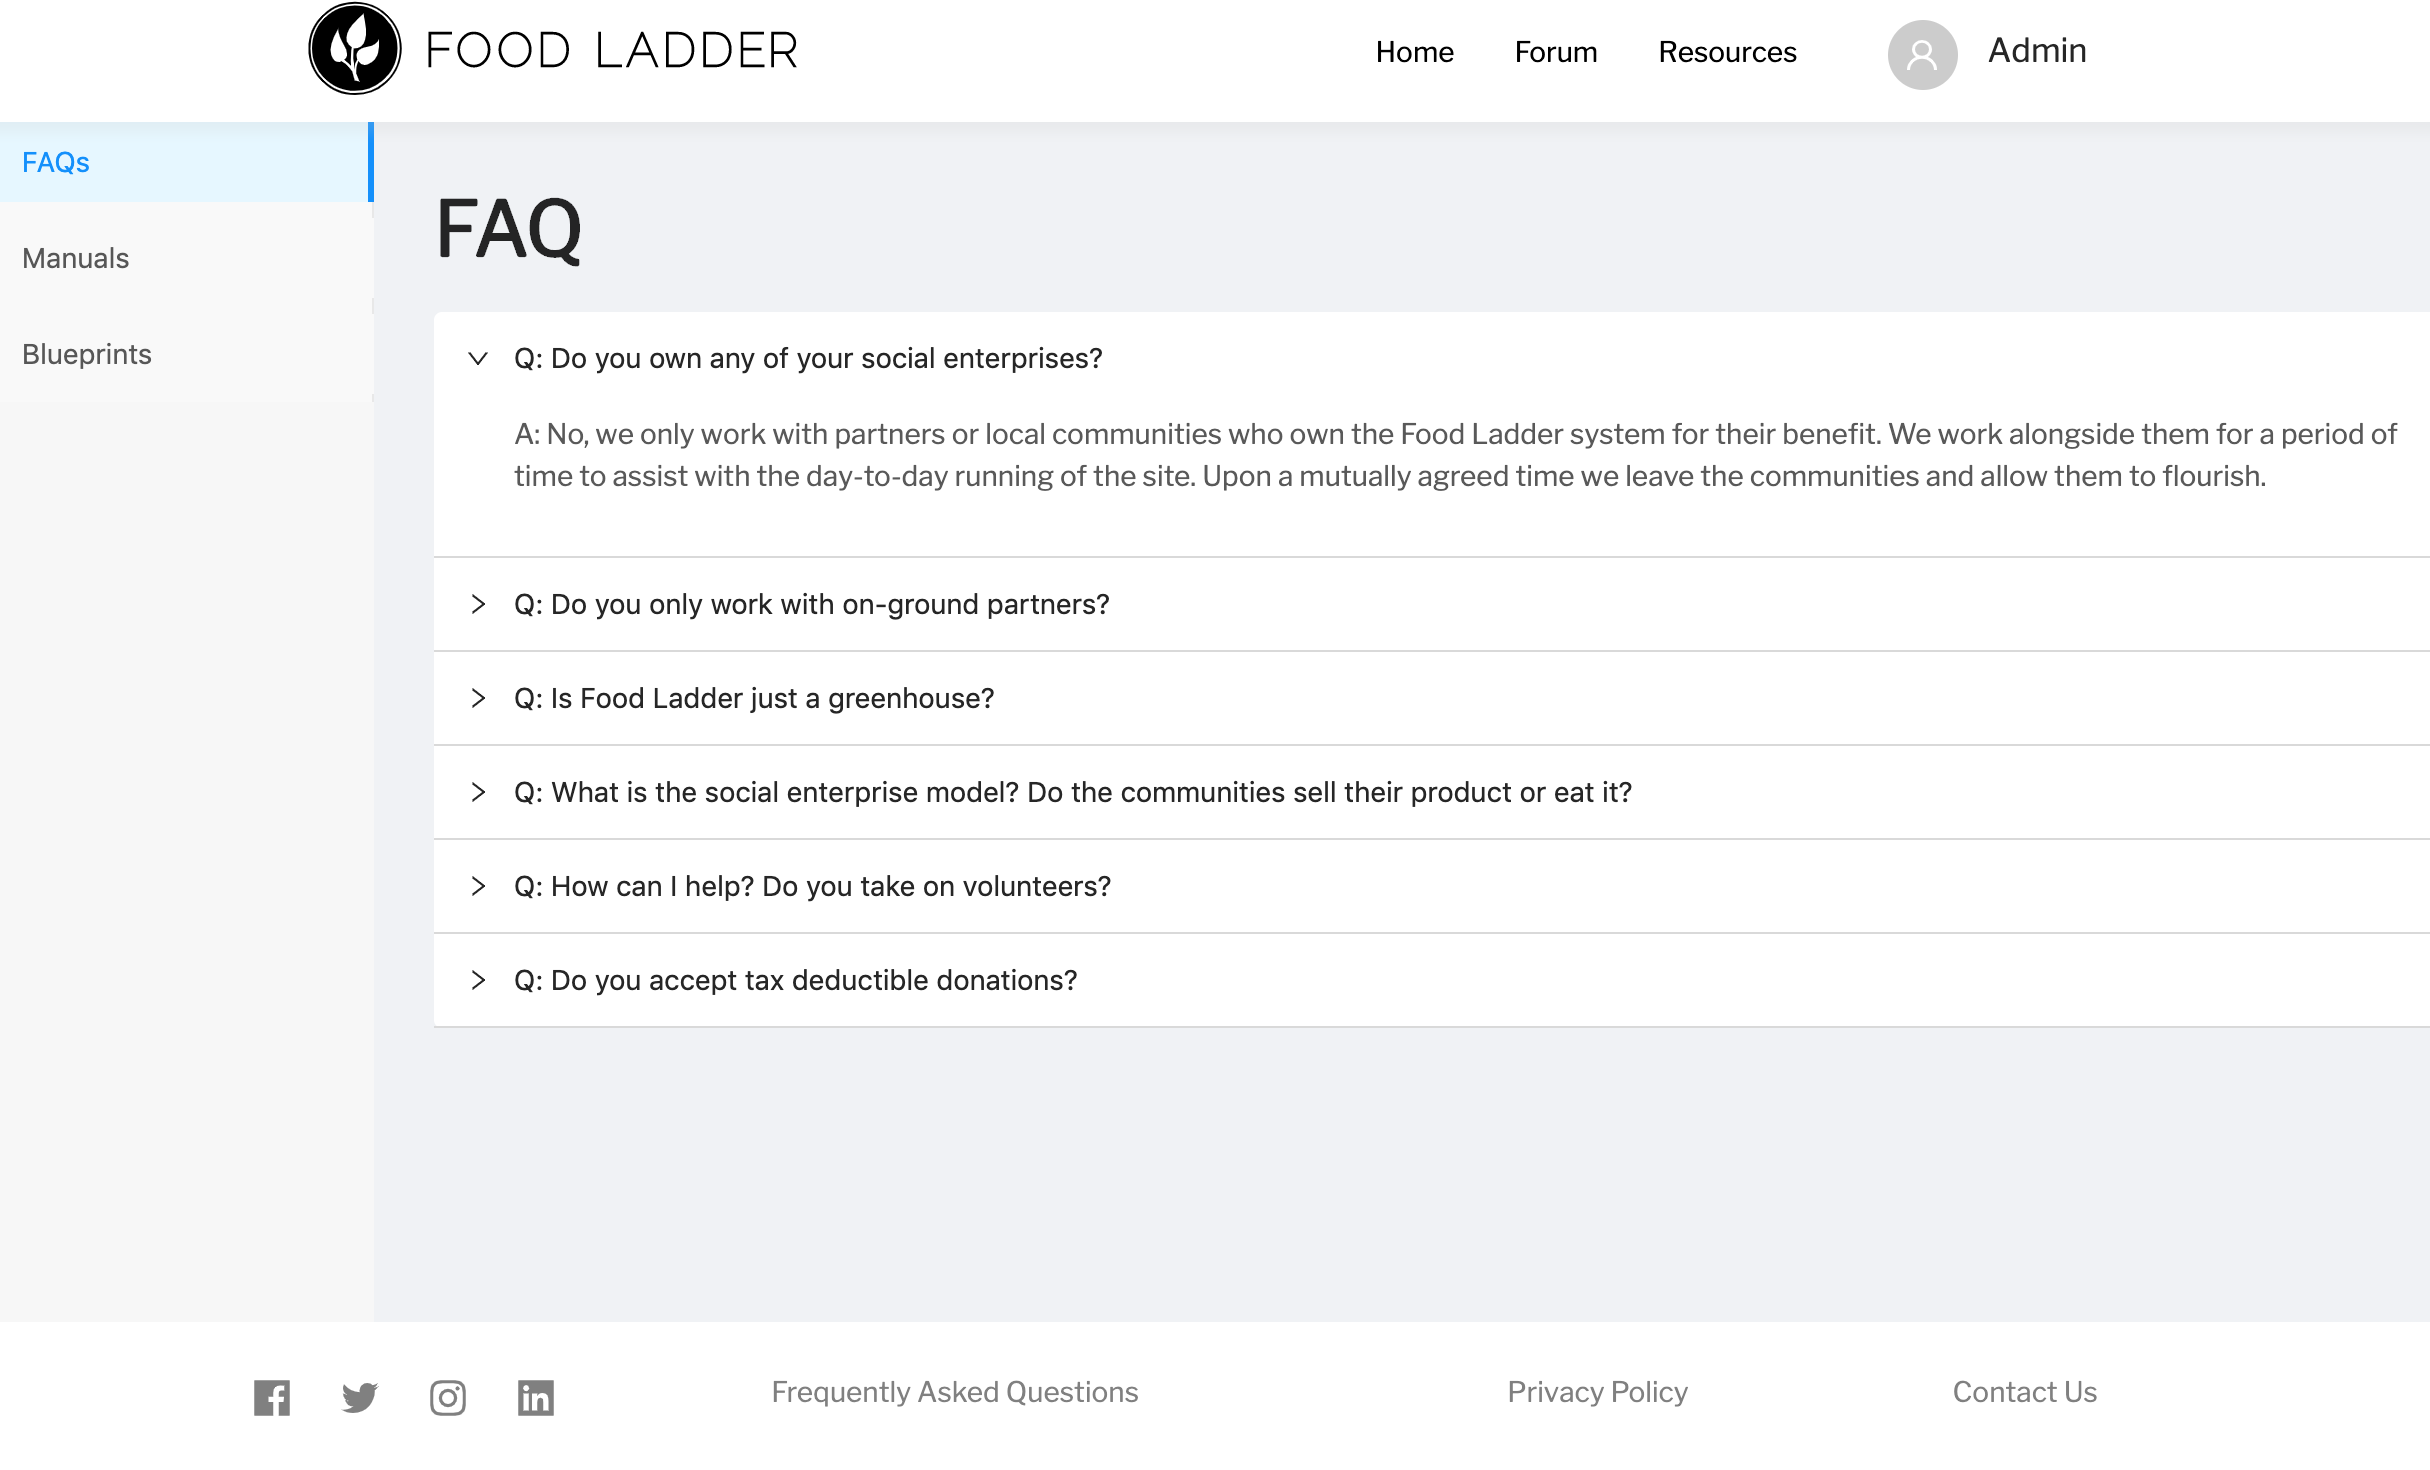 FOOD LADDER
Home
Forum
Resources
Admin
FAQs
Manuals
Blueprints
FAQ
Q: Do you own any of your social enterprises?
A: No, we only work with partners or local communities who own the Food Ladder system for their benefit. We work alongside them for a period of
time to assist with the day-to-day running of the site. Upon a mutually agreed time we leave the communities and allow them to flourish.
Q: Do you only work with on-ground partners?
Q: Is Food Ladder just a greenhouse?
Q: What is the social enterprise model? Do the communities sell their product or eat it?
Q: How can I help? Do you take on volunteers?
Q: Do you accept tax deductible donations?
Frequently Asked Questions
Privacy Policy
Contact Us